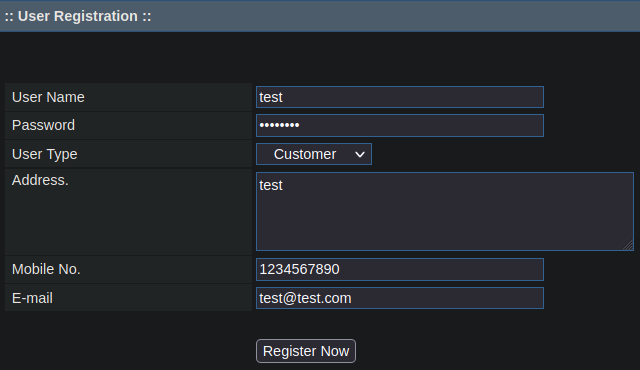 :: User Registration ::
User Name test
Password ••••••••
User Type Customer
Address. test
Mobile No. 1234567890
E-mail test@test.com
Register Now